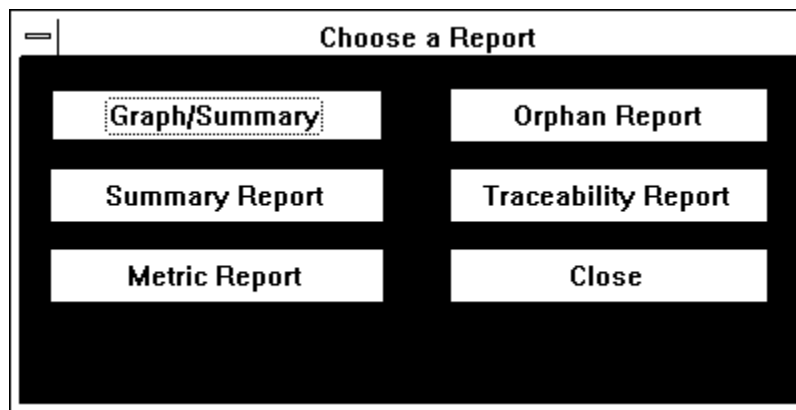 Choose a Report
Graph/Summary
Orphan Report
Summary Report
Traceability Report
Metric Report
Close